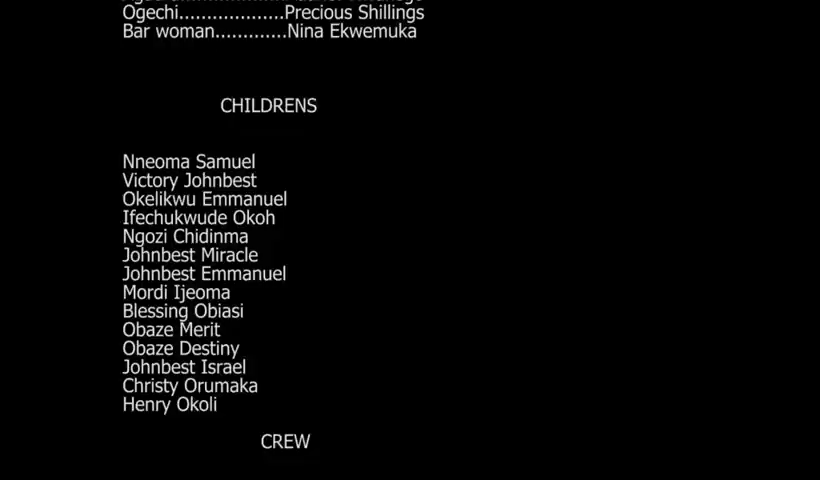 Ogechi...................Precious Shillings
Bar woman.............Nina Ekwemuka
CHILDRENS
Nneoma Samuel
Victory Johnbest
Okelikwu Emmanuel
Ifechukwude Okoh
Ngozi Chidinma
Johnbest Miracle
Johnbest Emmanuel
Mordi Ijeoma
Blessing Obiasi
Obaze Merit
Obaze Destiny
Johnbest Israel
Christy Orumaka
Henry Okoli
CREW